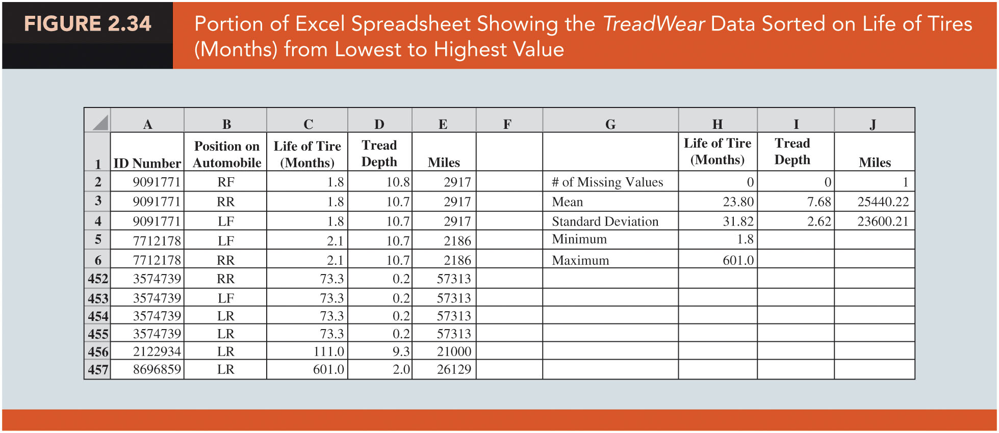 FIGURE 2.34
Portion of Excel Spreadsheet Showing the TreadWear Data Sorted on Life of Tires
(Months) from Lowest to Highest Value
A B C D E F G H I J
1 ID Number Position on Automobile Life of Tire (Months) Tread Depth Miles Life of Tire (Months) Tread Depth Miles
2 9091771 RF 1.8 10.8 2917 # of Missing Values 0 0 1
3 9091771 RR 1.8 10.7 2917 Mean 23.80 7.68 25440.22
4 9091771 LF 1.8 10.7 2917 Standard Deviation 31.82 2.62 23600.21
5 7712178 LF 2.1 10.7 2186 Minimum 1.8
6 7712178 RR 2.1 10.7 2186 Maximum 601.0
452 3574739 RR 73.3 0.2 57313
453 3574739 LF 73.3 0.2 57313
454 3574739 LR 73.3 0.2 57313
455 3574739 LR 73.3 0.2 57313
456 2122934 LR 111.0 9.3 21000
457 8696859 LR 601.0 2.0 26129